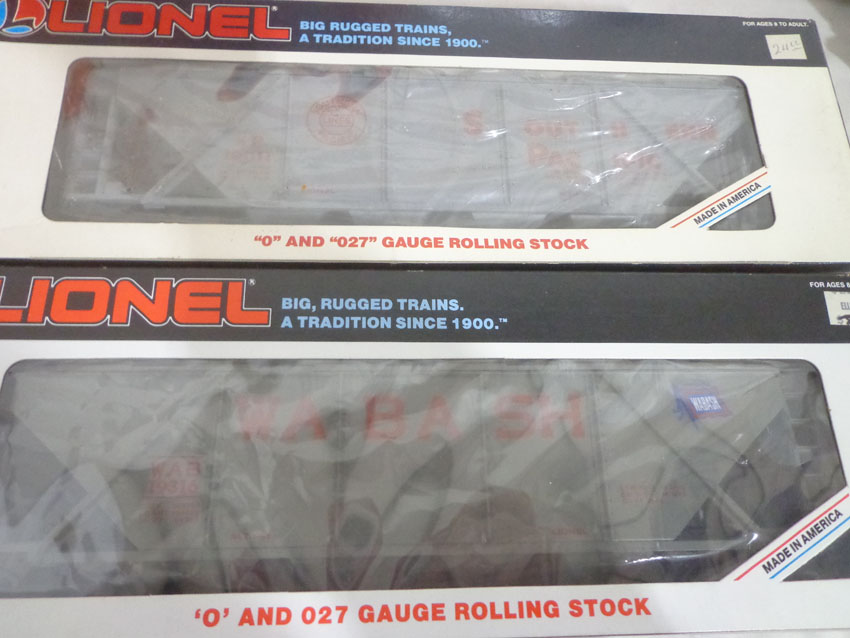 LIONEL®
BIG RUGGED TRAINS,
A TRADITION SINCE 1900.™
FOR AGES 8 TO ADULT.
S
MADE IN AMERICA
"O" AND "027" GAUGE ROLLING STOCK
LIONEL®
BIG, RUGGED TRAINS.
A TRADITION SINCE 1900.™
FOR AGES 8
WABASH
WABASH
WAB
MADE IN AMERICA
'O' AND 027 GAUGE ROLLING STOCK